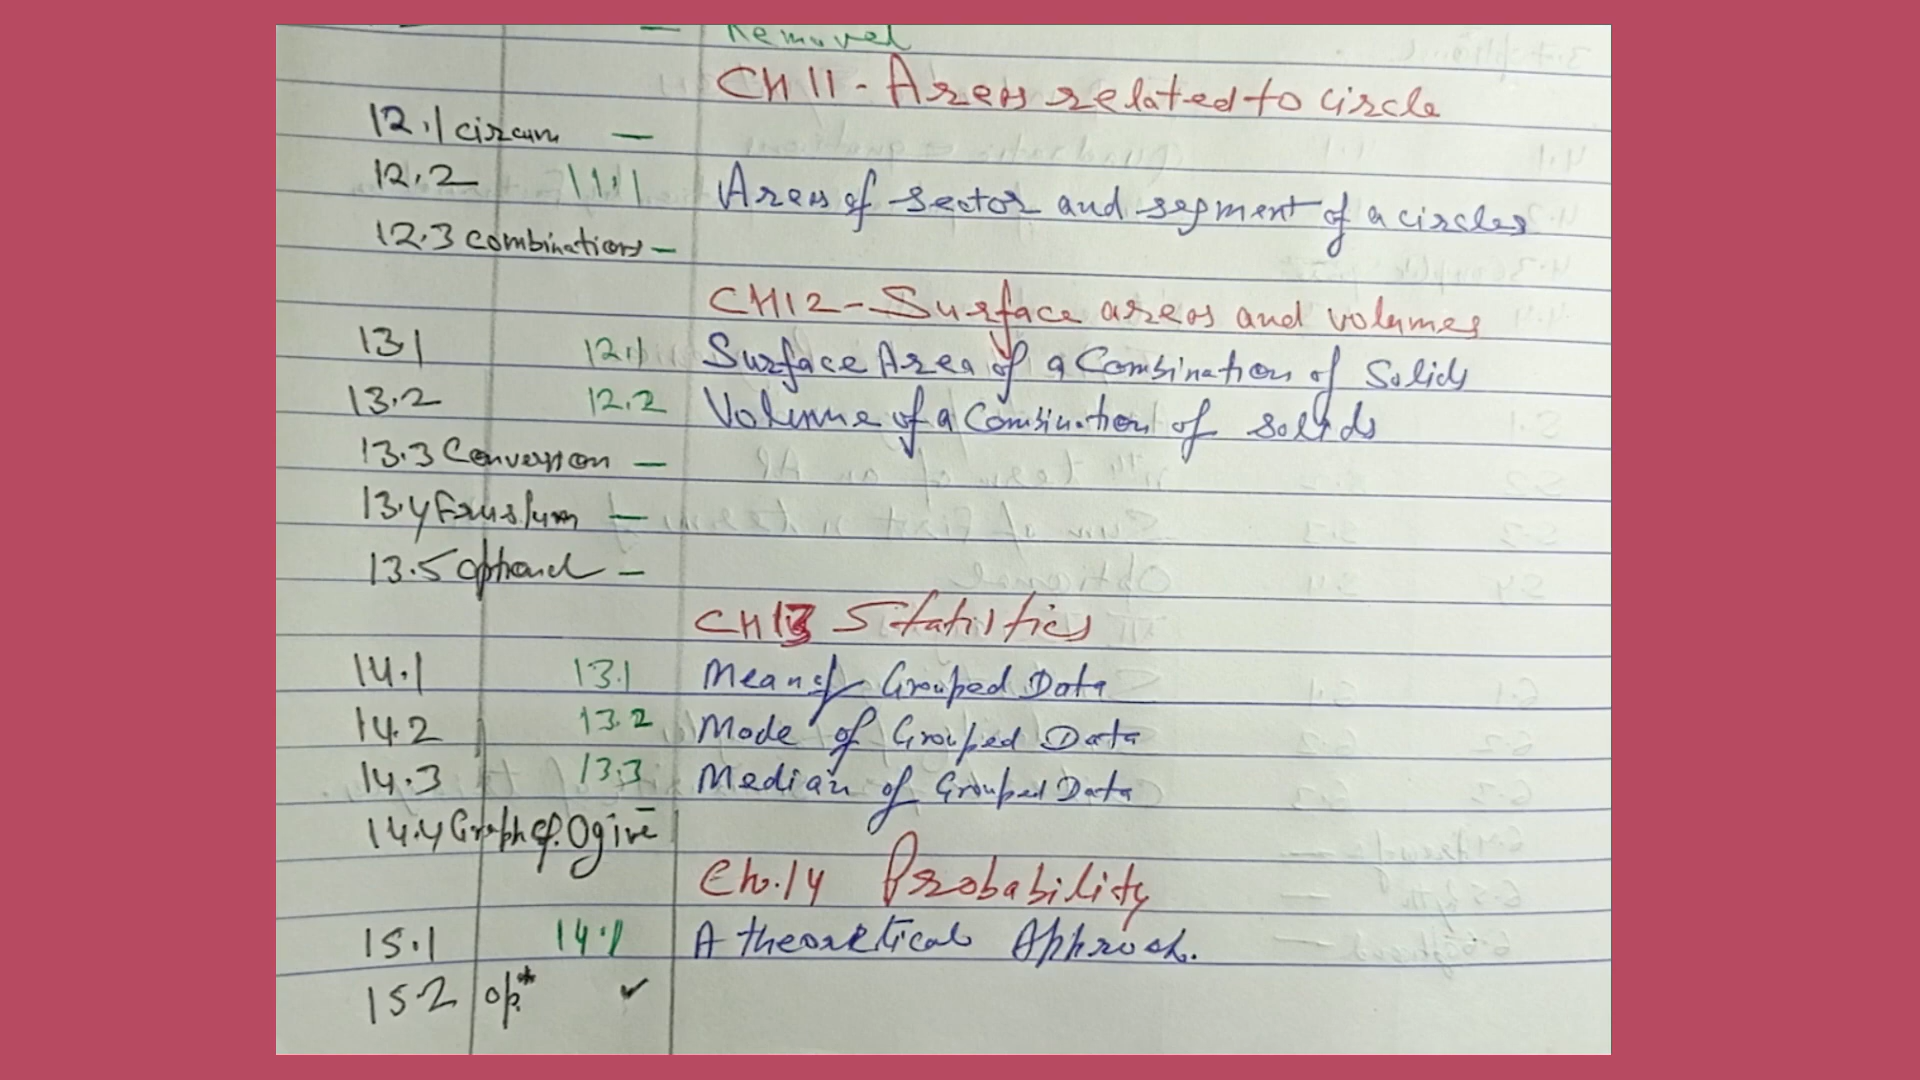 — Removed
CH 11 - Areas related to circle
12.1 circum —
12.2 11.1 Areas of sector and segment of a circles
12.3 combinations —
CH12 - Surface areas and volumes
13.1 12.1 Surface Area of a Combination of Solids
13.2 12.2 Volume of a Combination of solids
13.3 Conversion —
13.4 Frustum —
13.5 optional —
CH13 Statistics
14.1 13.1 Mean of Grouped Data
14.2 13.2 Mode of Grouped Data
14.3 13.3 Median of Grouped Data
14.4 Graph of Ogive —
Ch.14 Probability
15.1 14.1 A theoretical Approach.
15.2 op.* ✓